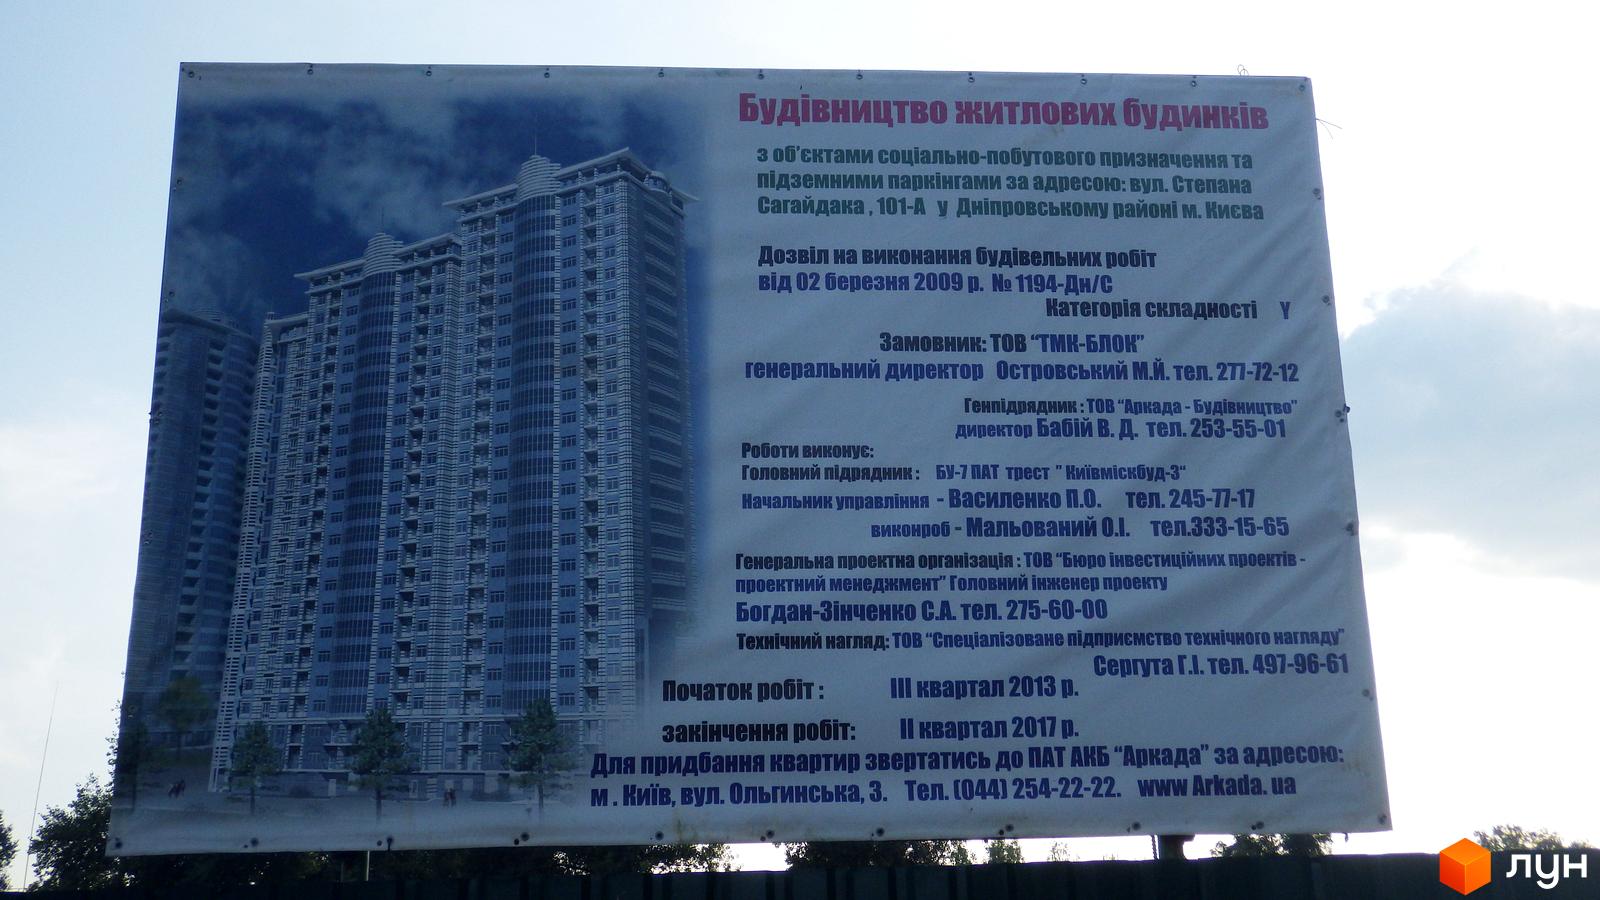 Будівництво житлових будинків
з об'єктами соціально-побутового призначення та
підземними паркінгами за адресою: вул. Степана
Сагайдака , 101-А у Дніпровському районі м. Києва
Дозвіл на виконання будівельних робіт
від 02 березня 2009 р. № 1194-Дн/С
Категорія складності Y
Замовник: ТОВ "ТМК-БЛОК"
генеральний директор Островський М.Й. тел. 277-72-12
Генпідрядник : ТОВ "Аркада - Будівництво"
директор Бабій В. Д. тел. 253-55-01
Роботи виконує:
Головний підрядник : БУ-7 ПАТ трест " Київміскбуд-3"
Начальник управління - Василенко П.О. тел. 245-77-17
виконроб - Мальований О.І. тел.333-15-65
Генеральна проектна організація : ТОВ "Бюро інвестиційних проектів -
проектний менеджмент" Головний інженер проекту
Богдан-Зінченко С.А. тел. 275-60-00
Технічний нагляд: ТОВ "Спеціалізоване підприємство технічного нагляду"
Сергута Г.І. тел. 497-96-61
Початок робіт : III квартал 2013 р.
закінчення робіт: II квартал 2017 р.
Для придбання квартир звертатись до ПАТ АКБ "Аркада" за адресою:
м . Київ, вул. Ольгинська, 3. Тел. (044) 254-22-22. www Arkada. ua
лун